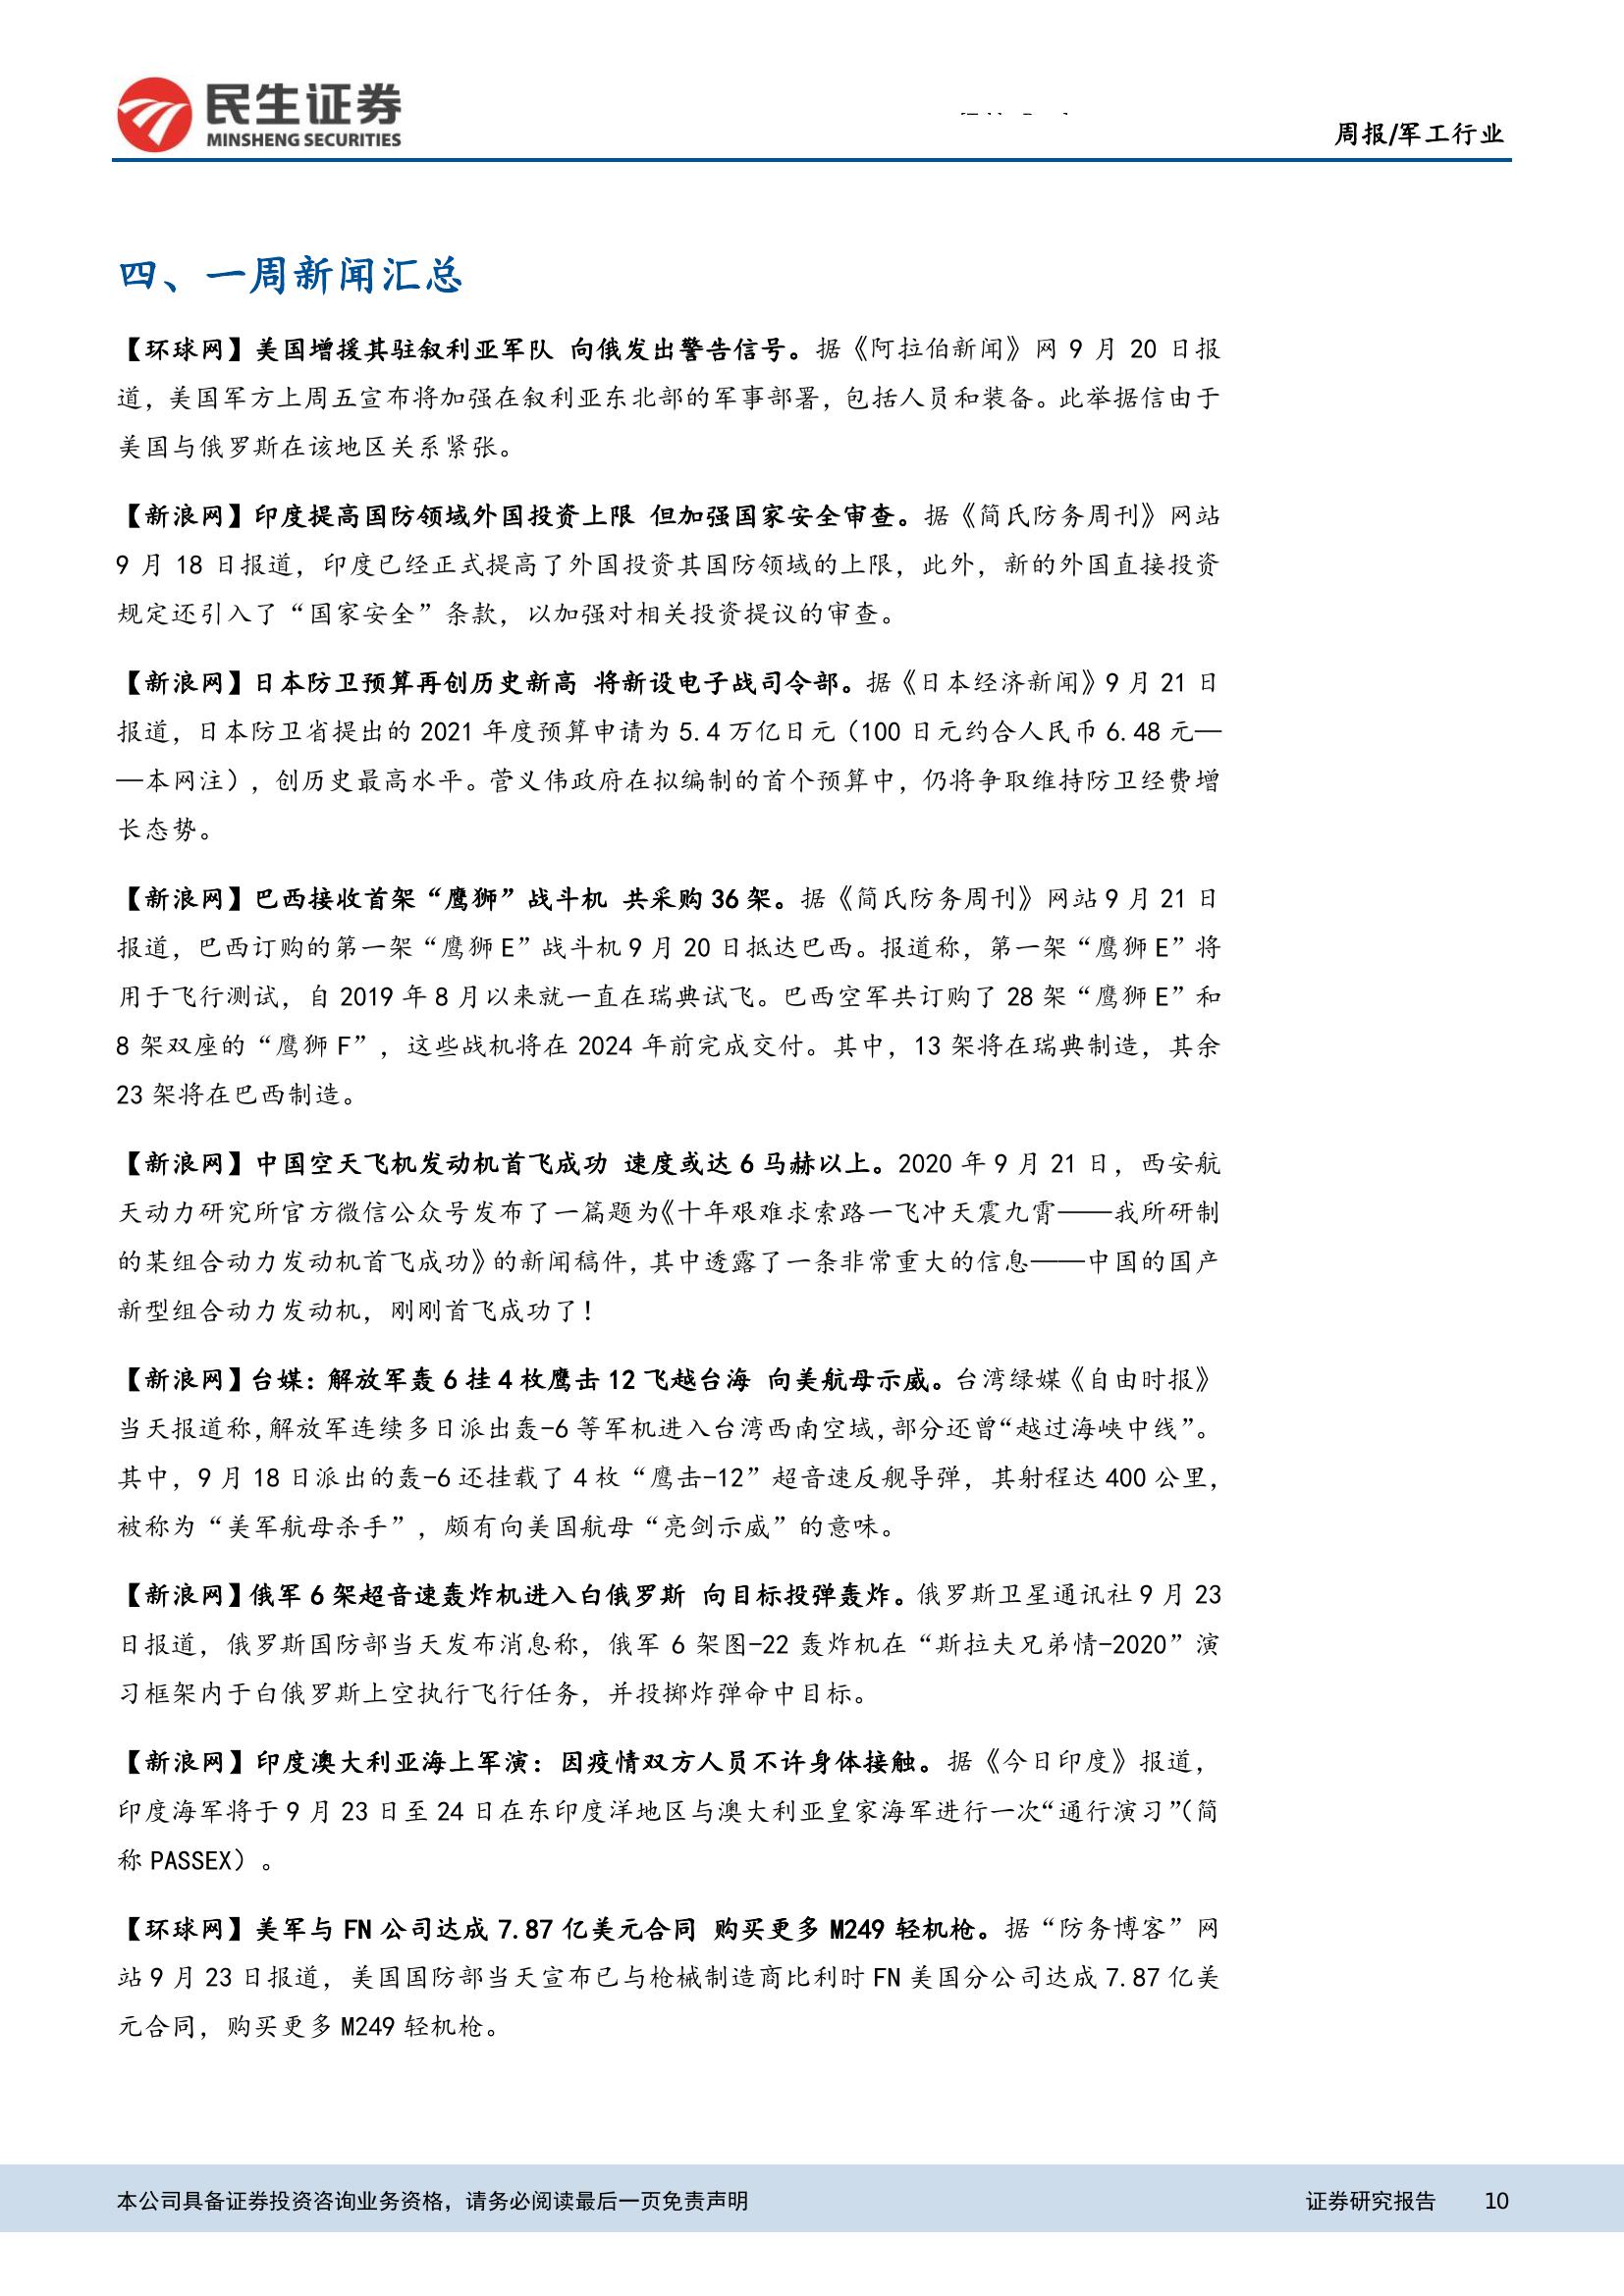 民生证券
MINSHENG SECURITIES
周报/军工行业
四、一周新闻汇总
【环球网】美国增援其驻叙利亚军队 向俄发出警告信号。据《阿拉伯新闻》网 9 月 20 日报
道，美国军方上周五宣布将加强在叙利亚东北部的军事部署，包括人员和装备。此举据信由于
美国与俄罗斯在该地区关系紧张。
【新浪网】印度提高国防领域外国投资上限 但加强国家安全审查。据《简氏防务周刊》网站
9 月 18 日报道，印度已经正式提高了外国投资其国防领域的上限，此外，新的外国直接投资
规定还引入了“国家安全”条款，以加强对相关投资提议的审查。
【新浪网】日本防卫预算再创历史新高 将新设电子战司令部。据《日本经济新闻》9 月 21 日
报道，日本防卫省提出的 2021 年度预算申请为 5.4 万亿日元（100 日元约合人民币 6.48 元—
—本网注），创历史最高水平。菅义伟政府在拟编制的首个预算中，仍将争取维持防卫经费增
长态势。
【新浪网】巴西接收首架“鹰狮”战斗机 共采购 36 架。据《简氏防务周刊》网站 9 月 21 日
报道，巴西订购的第一架“鹰狮 E”战斗机 9 月 20 日抵达巴西。报道称，第一架“鹰狮 E”将
用于飞行测试，自 2019 年 8 月以来就一直在瑞典试飞。巴西空军共订购了 28 架“鹰狮 E”和
8 架双座的“鹰狮 F”，这些战机将在 2024 年前完成交付。其中，13 架将在瑞典制造，其余
23 架将在巴西制造。
【新浪网】中国空天飞机发动机首飞成功 速度或达 6 马赫以上。2020 年 9 月 21 日，西安航
天动力研究所官方微信公众号发布了一篇题为《十年艰难求索路一飞冲天震九霄——我所研制
的某组合动力发动机首飞成功》的新闻稿件，其中透露了一条非常重大的信息——中国的国产
新型组合动力发动机，刚刚首飞成功了！
【新浪网】台媒：解放军轰 6 挂 4 枚鹰击 12 飞越台海 向美航母示威。台湾绿媒《自由时报》
当天报道称，解放军连续多日派出轰-6 等军机进入台湾西南空域，部分还曾“越过海峡中线”。
其中，9 月 18 日派出的轰-6 还挂载了 4 枚“鹰击-12”超音速反舰导弹，其射程达 400 公里，
被称为“美军航母杀手”，颇有向美国航母“亮剑示威”的意味。
【新浪网】俄军 6 架超音速轰炸机进入白俄罗斯 向目标投弹轰炸。俄罗斯卫星通讯社 9 月 23
日报道，俄罗斯国防部当天发布消息称，俄军 6 架图-22 轰炸机在“斯拉夫兄弟情-2020”演
习框架内于白俄罗斯上空执行飞行任务，并投掷炸弹命中目标。
【新浪网】印度澳大利亚海上军演：因疫情双方人员不许身体接触。据《今日印度》报道，
印度海军将于 9 月 23 日至 24 日在东印度洋地区与澳大利亚皇家海军进行一次“通行演习”（简
称 PASSEX）。
【环球网】美军与 FN 公司达成 7.87 亿美元合同 购买更多 M249 轻机枪。据“防务博客”网
站 9 月 23 日报道，美国国防部当天宣布已与枪械制造商比利时 FN 美国分公司达成 7.87 亿美
元合同，购买更多 M249 轻机枪。
本公司具备证券投资咨询业务资格，请务必阅读最后一页免责声明
证券研究报告 10